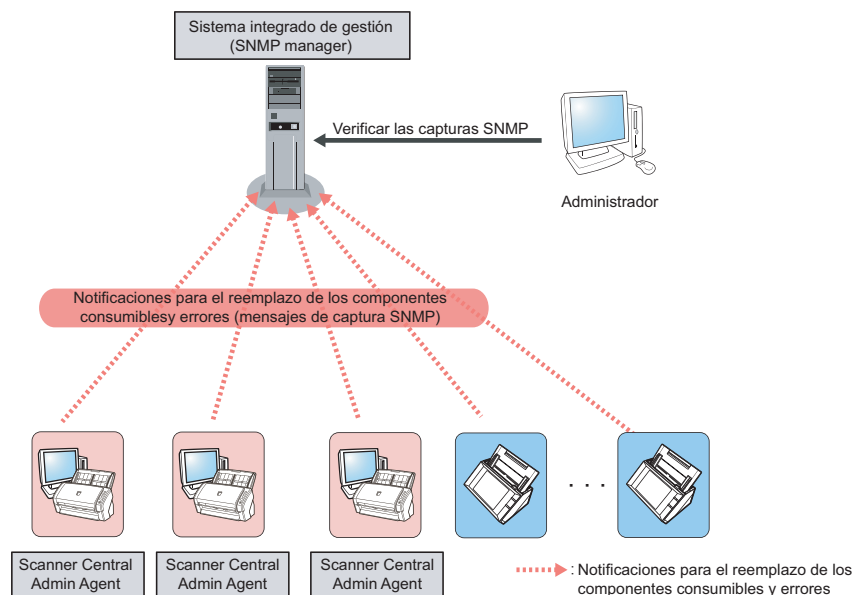 Sistema integrado de gestión
(SNMP manager)
Verificar las capturas SNMP
Administrador
Notificaciones para el reemplazo de los componentes
consumiblesy errores (mensajes de captura SNMP)
. . .
Scanner Central
Admin Agent
Scanner Central
Admin Agent
Scanner Central
Admin Agent
: Notificaciones para el reemplazo de los
componentes consumibles y errores